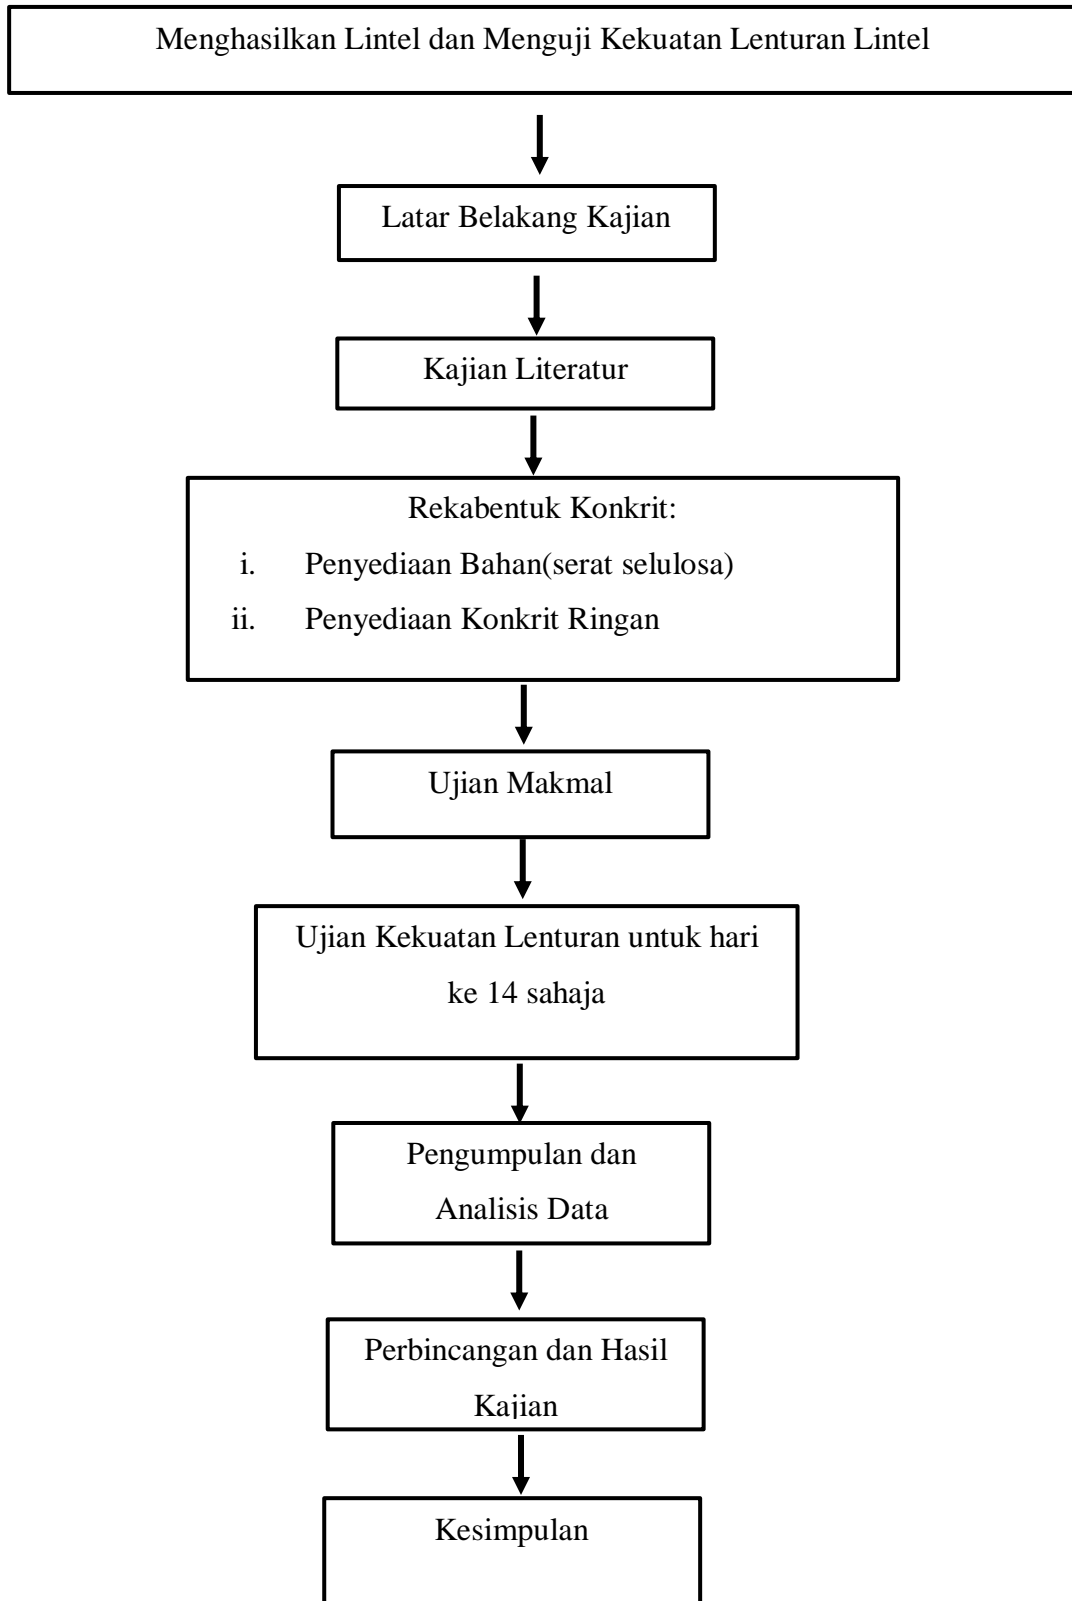 Menghasilkan Lintel dan Menguji Kekuatan Lenturan Lintel
Latar Belakang Kajian
Kajian Literatur
Rekabentuk Konkrit:
i. Penyediaan Bahan(serat selulosa)
ii. Penyediaan Konkrit Ringan
Ujian Makmal
Ujian Kekuatan Lenturan untuk hari
ke 14 sahaja
Pengumpulan dan
Analisis Data
Perbincangan dan Hasil
Kajian
Kesimpulan